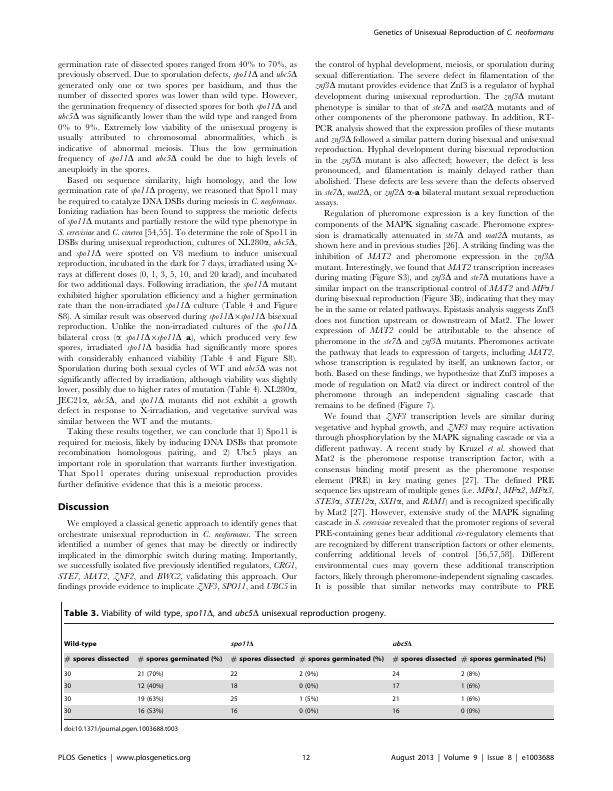 Genetics of Unisexual Reproduction of C. neoformans
germination rate of dissected spores ranged from 40% to 70%, as
previously observed. Due to sporulation defects, spo11Δ and ubc5Δ
generated only one or two spores per basidium, and thus the
number of dissected spores was lower than wild type. However,
the germination frequency of dissected spores for both spo11Δ and
ubc5Δ was significantly lower than the wild type and ranged from
0% to 9%. Extremely low viability of the unisexual progeny is
usually attributed to chromosomal abnormalities, which is
indicative of abnormal meiosis. Thus the low germination
frequency of spo11Δ and ubc5Δ could be due to high levels of
aneuploidy in the spores.
Based on sequence similarity, high homology, and the low
germination rate of spo11Δ progeny, we reasoned that Spo11 may
be required to catalyze DNA DSBs during meiosis in C. neoformans.
Ionizing radiation has been found to suppress the meiotic defects
of spo11Δ mutants and partially restore the wild type phenotype in
S. cerevisiae and C. cinerea [54,55]. To determine the role of Spo11 in
DSBs during unisexual reproduction, cultures of XL280α, ubc5Δ,
and spo11Δ were spotted on V8 medium to induce unisexual
reproduction, incubated in the dark for 7 days, irradiated using X-
rays at different doses (0, 1, 3, 5, 10, and 20 krad), and incubated
for two additional days. Following irradiation, the spo11Δ mutant
exhibited higher sporulation efficiency and a higher germination
rate than the non-irradiated spo11Δ culture (Table 4 and Figure
S8). A similar result was observed during spo11Δ×spo11Δ bisexual
reproduction. Unlike the non-irradiated cultures of the spo11Δ
bilateral cross (α spo11Δ×spo11Δ a), which produced very few
spores, irradiated spo11Δ basidia had significantly more spores
with considerably enhanced viability (Table 4 and Figure S8).
Sporulation during both sexual cycles of WT and ubc5Δ was not
significantly affected by irradiation, although viability was slightly
lower, possibly due to higher rates of mutation (Table 4). XL280α,
JEC21α, ubc5Δ, and spo11Δ mutants did not exhibit a growth
defect in response to X-irradiation, and vegetative survival was
similar between the WT and the mutants.
Taking these results together, we can conclude that 1) Spo11 is
required for meiosis, likely by inducing DNA DSBs that promote
recombination homologous pairing, and 2) Ubc5 plays an
important role in sporulation that warrants further investigation.
That Spo11 operates during unisexual reproduction provides
further definitive evidence that this is a meiotic process.
Discussion
We employed a classical genetic approach to identify genes that
orchestrate unisexual reproduction in C. neoformans. The screen
identified a number of genes that may be directly or indirectly
implicated in the dimorphic switch during mating. Importantly,
we successfully isolated five previously identified regulators, CRG1,
STE7, MAT2, ZNF2, and BWC2, validating this approach. Our
findings provide evidence to implicate ZNF3, SPO11, and UBC5 in
the control of hyphal development, meiosis, or sporulation during
sexual differentiation. The severe defect in filamentation of the
znf3Δ mutant provides evidence that Znf3 is a regulator of hyphal
development during unisexual reproduction. The znf3Δ mutant
phenotype is similar to that of ste7Δ and mat2Δ mutants and of
other components of the pheromone pathway. In addition, RT-
PCR analysis showed that the expression profiles of these mutants
and znf3Δ followed a similar pattern during bisexual and unisexual
reproduction. Hyphal development during bisexual reproduction
in the znf3Δ mutant is also affected; however, the defect is less
pronounced, and filamentation is mainly delayed rather than
abolished. These defects are less severe than the defects observed
in ste7Δ, mat2Δ, or znf2Δ α-a bilateral mutant sexual reproduction
assays.
Regulation of pheromone expression is a key function of the
components of the MAPK signaling cascade. Pheromone expres-
sion is dramatically attenuated in ste7Δ and mat2Δ mutants, as
shown here and in previous studies [26]. A striking finding was the
inhibition of MAT2 and pheromone expression in the znf3Δ
mutant. Interestingly, we found that MAT2 transcription increases
during mating (Figure S3), and znf3Δ and ste7Δ mutations have a
similar impact on the transcriptional control of MAT2 and MFα1
during bisexual reproduction (Figure 3B), indicating that they may
be in the same or related pathways. Epistasis analysis suggests Znf3
does not function upstream or downstream of Mat2. The lower
expression of MAT2 could be attributable to the absence of
pheromone in the ste7Δ and znf3Δ mutants. Pheromones activate
the pathway that leads to expression of targets, including MAT2,
whose transcription is regulated by itself, an unknown factor, or
both. Based on these findings, we hypothesize that Znf3 imposes a
mode of regulation on Mat2 via direct or indirect control of the
pheromone through an independent signaling cascade that
remains to be defined (Figure 7).
We found that ZNF3 transcription levels are similar during
vegetative and hyphal growth, and ZNF3 may require activation
through phosphorylation by the MAPK signaling cascade or via a
different pathway. A recent study by Kruzel et al. showed that
Mat2 is the pheromone response transcription factor, with a
consensus binding motif present as the pheromone response
element (PRE) in key mating genes [27]. The defined PRE
sequence lies upstream of multiple genes (i.e. MFα1, MFα2, MFα3,
STE3α, STE12α, SXI1α, and RAM1) and is recognized specifically
by Mat2 [27]. However, extensive study of the MAPK signaling
cascade in S. cerevisiae revealed that the promoter regions of several
PRE-containing genes bear additional cis-regulatory elements that
are recognized by different transcription factors or other elements,
conferring additional levels of control [56,57,58]. Different
environmental cues may govern these additional transcription
factors, likely through pheromone-independent signaling cascades.
It is possible that similar networks may contribute to PRE
Table 3. Viability of wild type, spo11Δ, and ubc5Δ unisexual reproduction progeny.
Wild-type spo11Δ ubc5Δ
# spores dissected # spores germinated (%) # spores dissected # spores germinated (%) # spores dissected # spores germinated (%)
30 21 (70%) 22 2 (9%) 24 2 (8%)
30 12 (40%) 18 0 (0%) 17 1 (6%)
30 19 (63%) 25 1 (5%) 21 1 (6%)
30 16 (53%) 16 0 (0%) 16 0 (0%)
doi:10.1371/journal.pgen.1003688.t003
PLOS Genetics | www.plosgenetics.org 12 August 2013 | Volume 9 | Issue 8 | e1003688